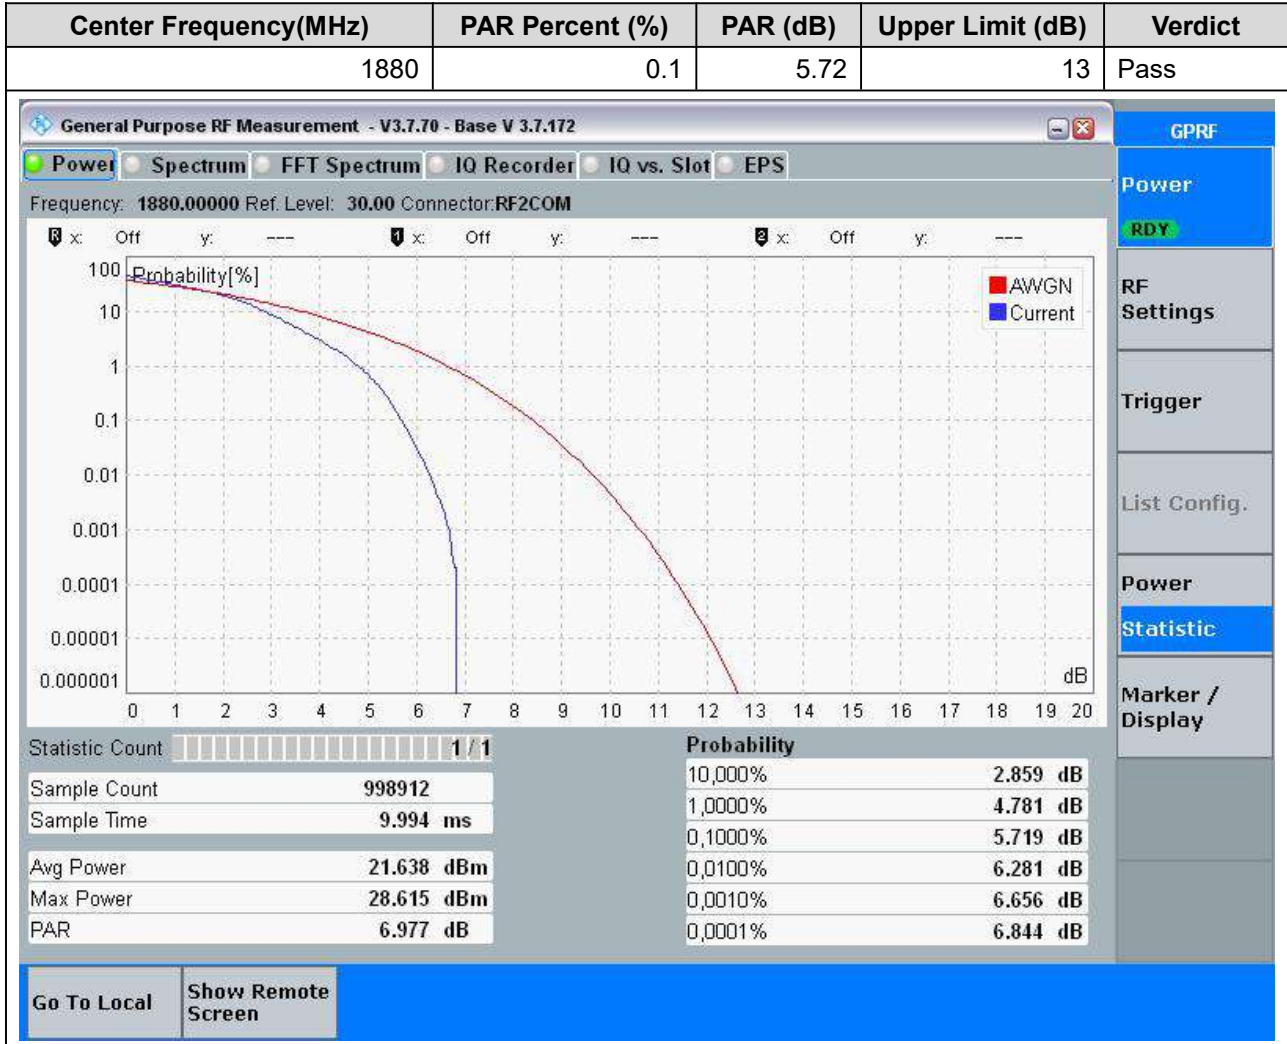 Center Frequency(MHz) PAR Percent (%) PAR (dB) Upper Limit (dB) Verdict
1880 0.1 5.72 13 Pass
General Purpose RF Measurement - V3.7.70 - Base V 3.7.172
GPRF
Power Spectrum FFT Spectrum IQ Recorder IQ vs. Slot EPS
Frequency: 1880.00000 Ref. Level: 30.00 Connector:RF2COM
R x: Off y: --- 1 x: Off y: --- 2 x: Off y: ---
Probability[%]
AWGN
Current
100
10
1
0.1
0.01
0.001
0.0001
0.00001
0.000001
dB
0 1 2 3 4 5 6 7 8 9 10 11 12 13 14 15 16 17 18 19 20
Statistic Count 1 / 1
Sample Count 998912
Sample Time 9.994 ms
Avg Power 21.638 dBm
Max Power 28.615 dBm
PAR 6.977 dB
Probability
10,000% 2.859 dB
1,0000% 4.781 dB
0,1000% 5.719 dB
0,0100% 6.281 dB
0,0010% 6.656 dB
0,0001% 6.844 dB
Power
RDY
RF
Settings
Trigger
List Config.
Power
Statistic
Marker /
Display
Go To Local
Show Remote
Screen